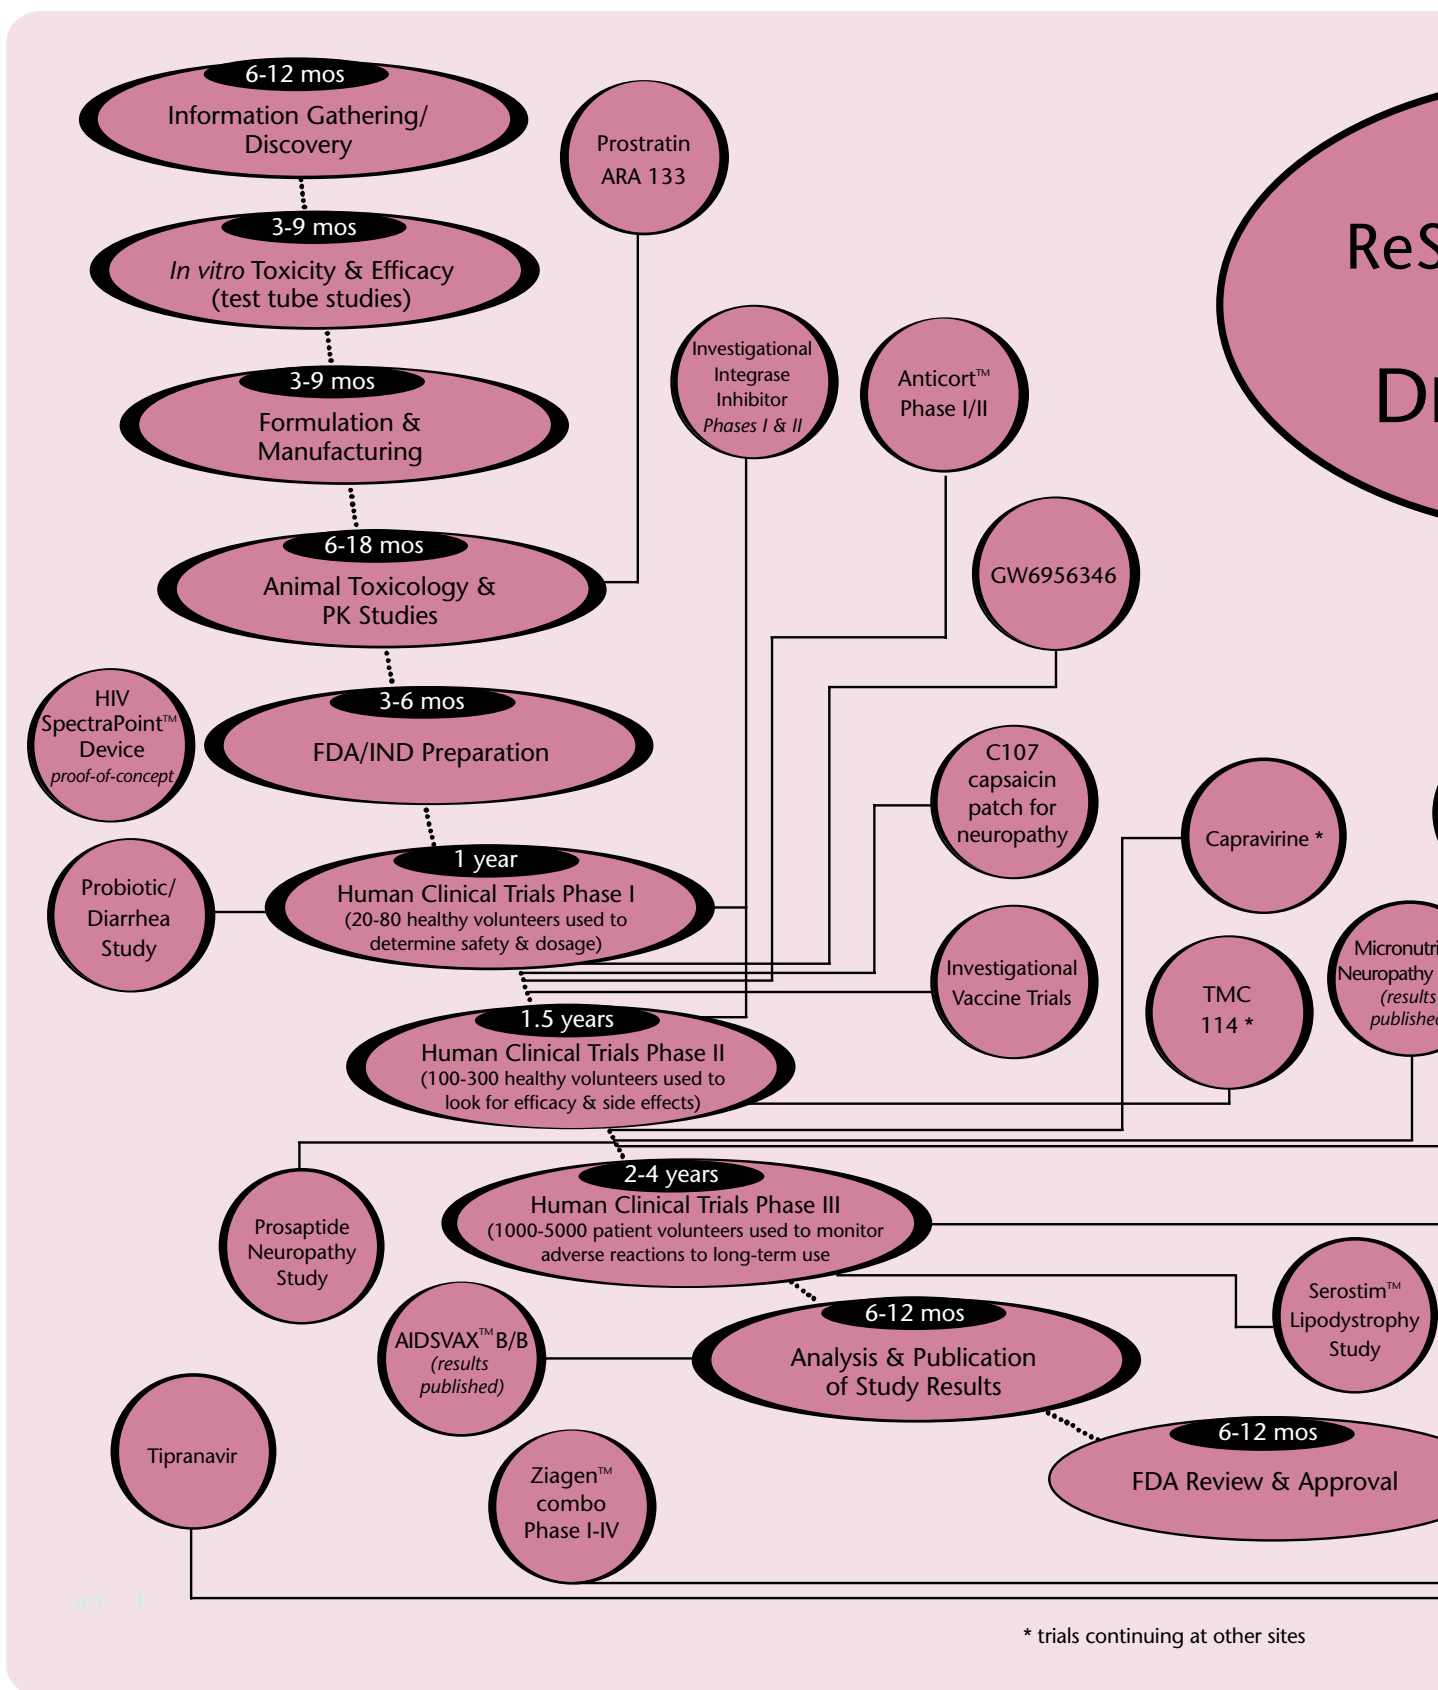 6-12 mos
Information Gathering/
Discovery
Prostratin
ARA 133
3-9 mos
In vitro Toxicity & Efficacy
(test tube studies)
ReS
3-9 mos
Formulation &
Manufacturing
Investigational
Integrase
Inhibitor
Phases I & II
Anticort™
Phase I/II
6-18 mos
Animal Toxicology &
PK Studies
GW6956346
HIV
SpectraPoint™
Device
proof-of-concept
3-6 mos
FDA/IND Preparation
C107
capsaicin
patch for
neuropathy
Capravirine *
Probiotic/
Diarrhea
Study
1 year
Human Clinical Trials Phase I
(20-80 healthy volunteers used to
determine safety & dosage)
Investigational
Vaccine Trials
TMC
114 *
Micronutri
Neuropathy
(results
published
1.5 years
Human Clinical Trials Phase II
(100-300 healthy volunteers used to
look for efficacy & side effects)
2-4 years
Human Clinical Trials Phase III
(1000-5000 patient volunteers used to monitor
adverse reactions to long-term use
Prosaptide
Neuropathy
Study
Serostim™
Lipodystrophy
Study
AIDSVAX™ B/B
(results
published)
6-12 mos
Analysis & Publication
of Study Results
6-12 mos
FDA Review & Approval
Tipranavir
Ziagen™
combo
Phase I-IV
4/1 1
* trials continuing at other sites